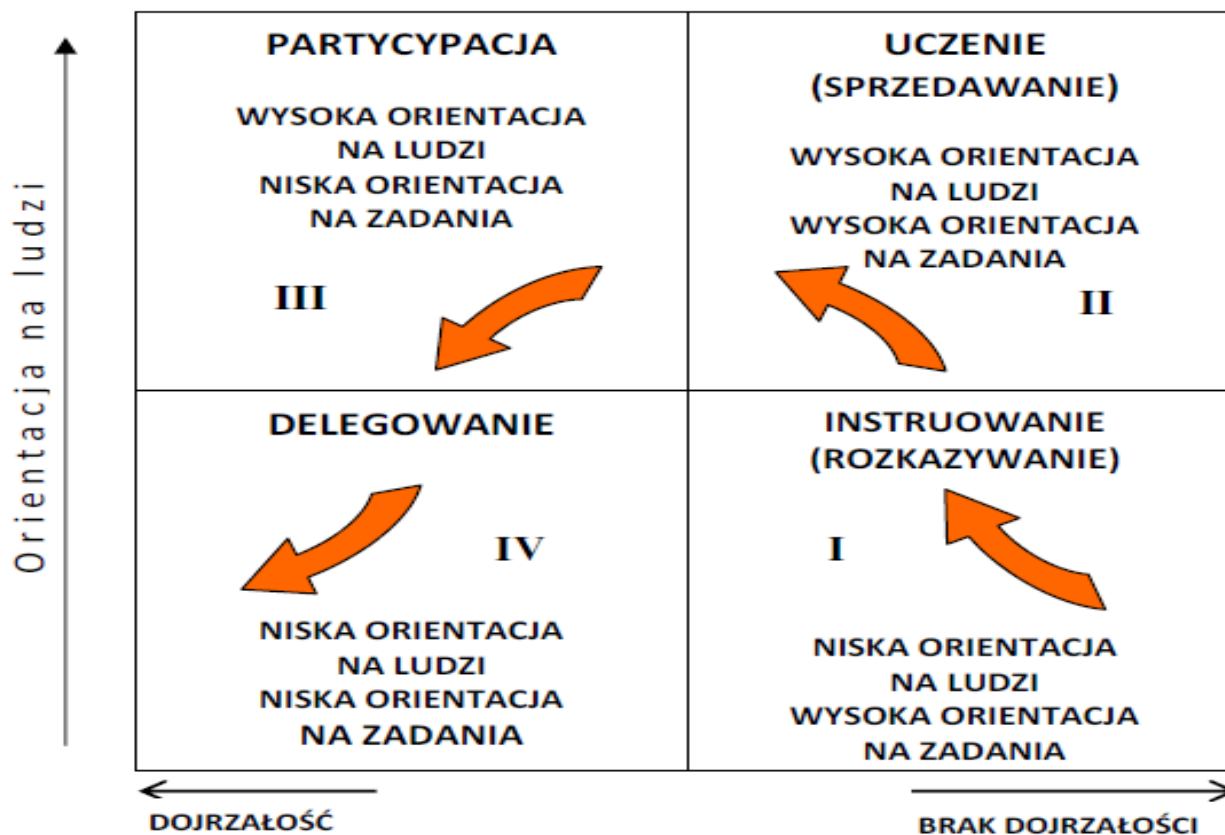 Orientacja na ludzi
PARTYCYPACJA
WYSOKA ORIENTACJA
NA LUDZI
NISKA ORIENTACJA
NA ZADANIA
III
UCZENIE
(SPRZEDAWANIE)
WYSOKA ORIENTACJA
NA LUDZI
WYSOKA ORIENTACJA
NA ZADANIA
II
DELEGOWANIE
IV
NISKA ORIENTACJA
NA LUDZI
NISKA ORIENTACJA
NA ZADANIA
INSTRUOWANIE
(ROZKAZYWANIE)
I
NISKA ORIENTACJA
NA LUDZI
WYSOKA ORIENTACJA
NA ZADANIA
DOJRZAŁOŚĆ
BRAK DOJRZAŁOŚCI